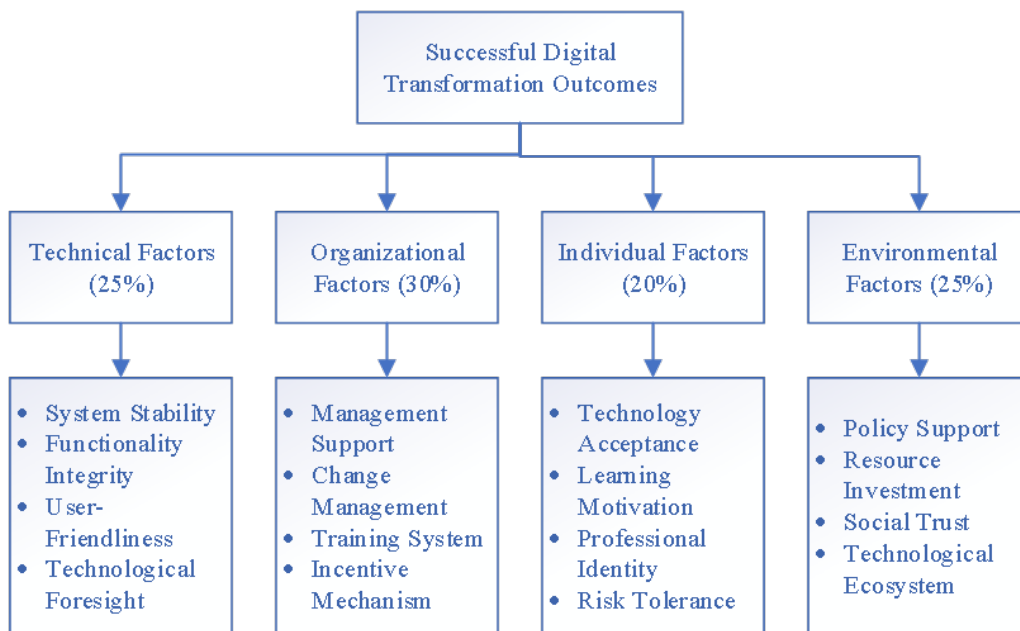 Successful Digital
Transformation Outcomes
Technical Factors
(25%)
Organizational
Factors (30%)
Individual Factors
(20%)
Environmental
Factors (25%)
• System Stability
• Functionality
Integrity
• User-
Friendliness
• Technological
Foresight
• Management
Support
• Change
Management
• Training System
• Incentive
Mechanism
• Technology
Acceptance
• Learning
Motivation
• Professional
Identity
• Risk Tolerance
• Policy Support
• Resource
Investment
• Social Trust
• Technological
Ecosystem